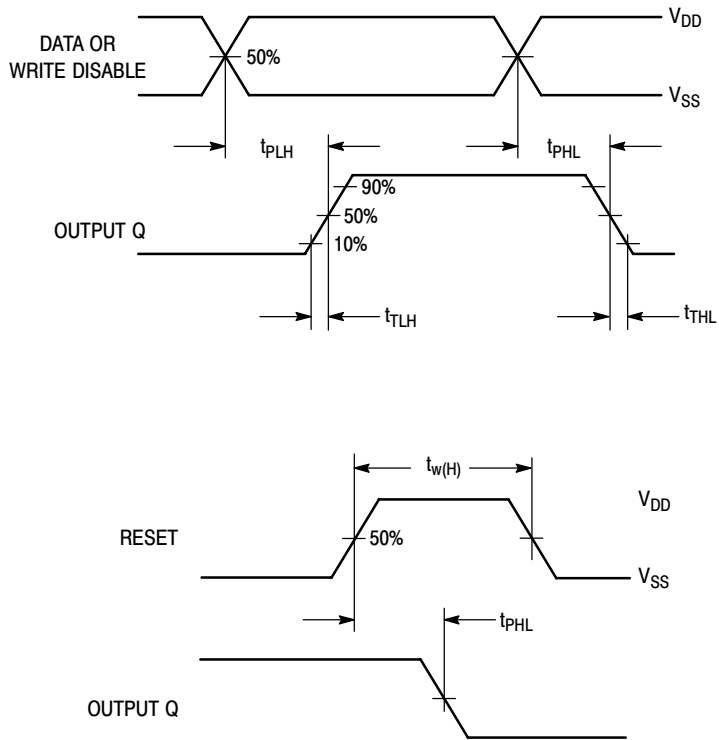 V_DD
DATA OR
WRITE DISABLE
50%
V_SS
t_PLH
t_PHL
90%
50%
10%
OUTPUT Q
t_TLH
t_THL
t_w(H)
V_DD
RESET
50%
V_SS
t_PHL
OUTPUT Q